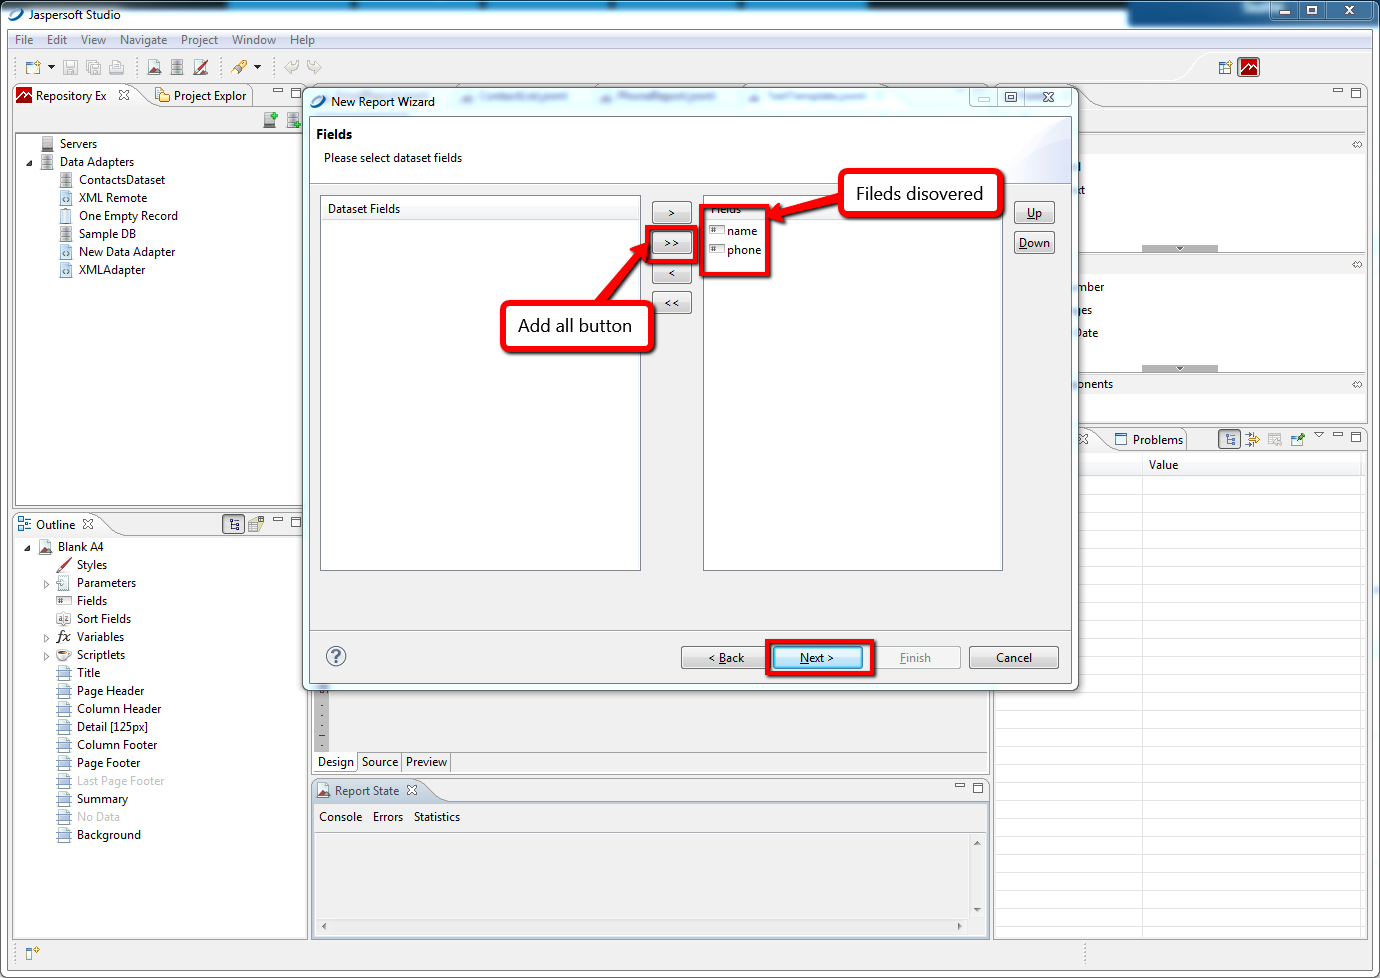 Jaspersoft Studio
File Edit View Navigate Project Window Help
Repository Ex
Project Explor
Servers
Data Adapters
ContactsDataset
XML Remote
One Empty Record
Sample DB
New Data Adapter
XMLAdapter
New Report Wizard
Fields
Please select dataset fields
Dataset Fields
>
>>
<
<<
Fields
name
phone
Up
Down
Fileds disovered
Add all button
< Back
Next >
Finish
Cancel
mber
ges
Date
onents
Problems
Value
Outline
Blank A4
Styles
Parameters
Fields
Sort Fields
Variables
Scriptlets
Title
Page Header
Column Header
Detail [125px]
Column Footer
Page Footer
Last Page Footer
Summary
No Data
Background
Design Source Preview
Report State
Console Errors Statistics